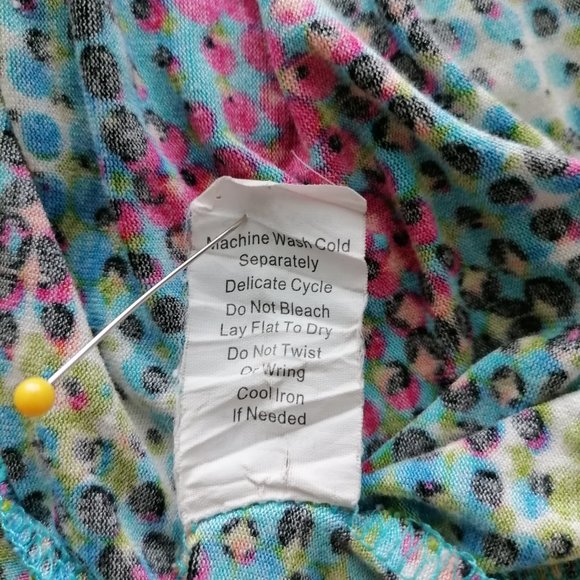 Machine Wash Cold
Separately
Delicate Cycle
Do Not Bleach
Lay Flat To Dry
Do Not Twist
Or Wring
Cool Iron
If Needed